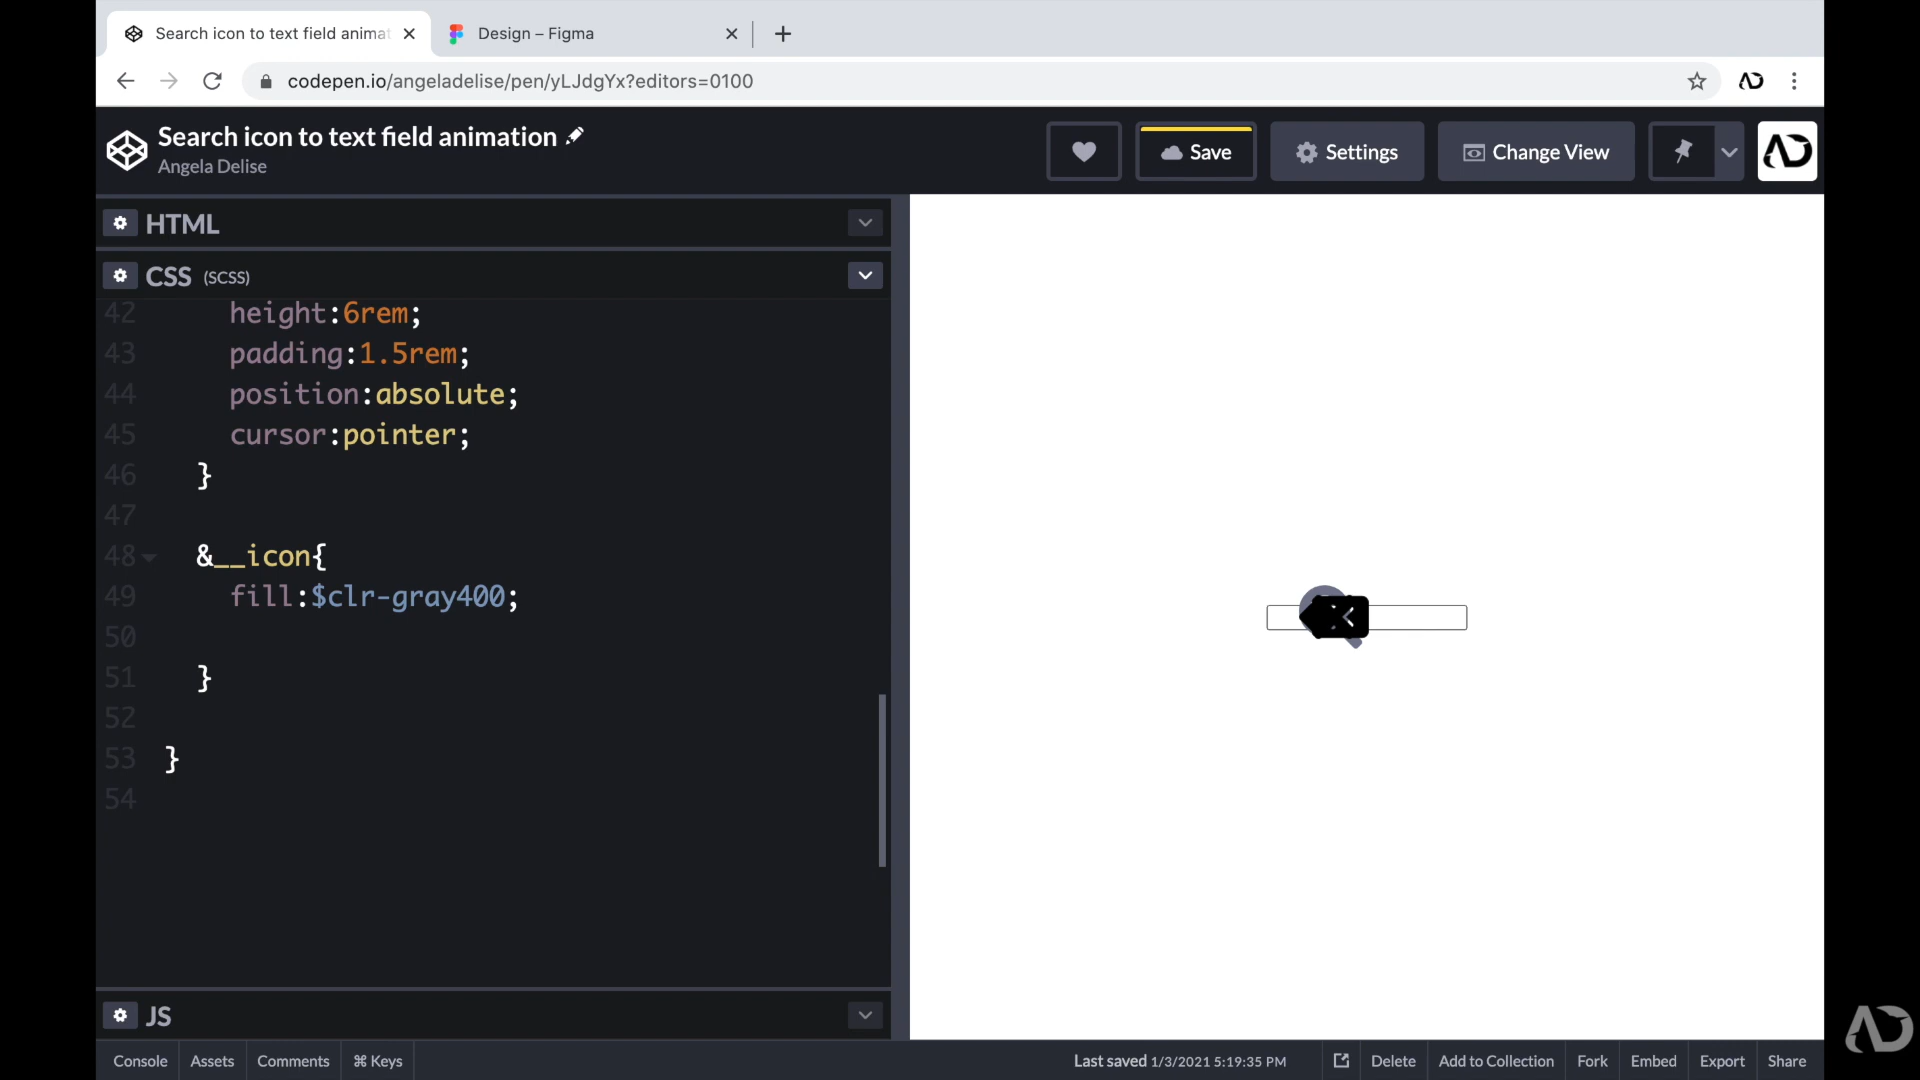 Search icon to text field animat
Design – Figma
codepen.io/angeladelise/pen/yLJdgYx?editors=0100
Search icon to text field animation
Angela Delise
Save
Settings
Change View
HTML
CSS (SCSS)
42 height:6rem;
43 padding:1.5rem;
44 position:absolute;
45 cursor:pointer;
46 }
47
48 &__icon{
49 fill:$clr-gray400;
50
51 }
52
53 }
54
JS
Console
Assets
Comments
⌘ Keys
Last saved 1/3/2021 5:19:35 PM
Delete
Add to Collection
Fork
Embed
Export
Share